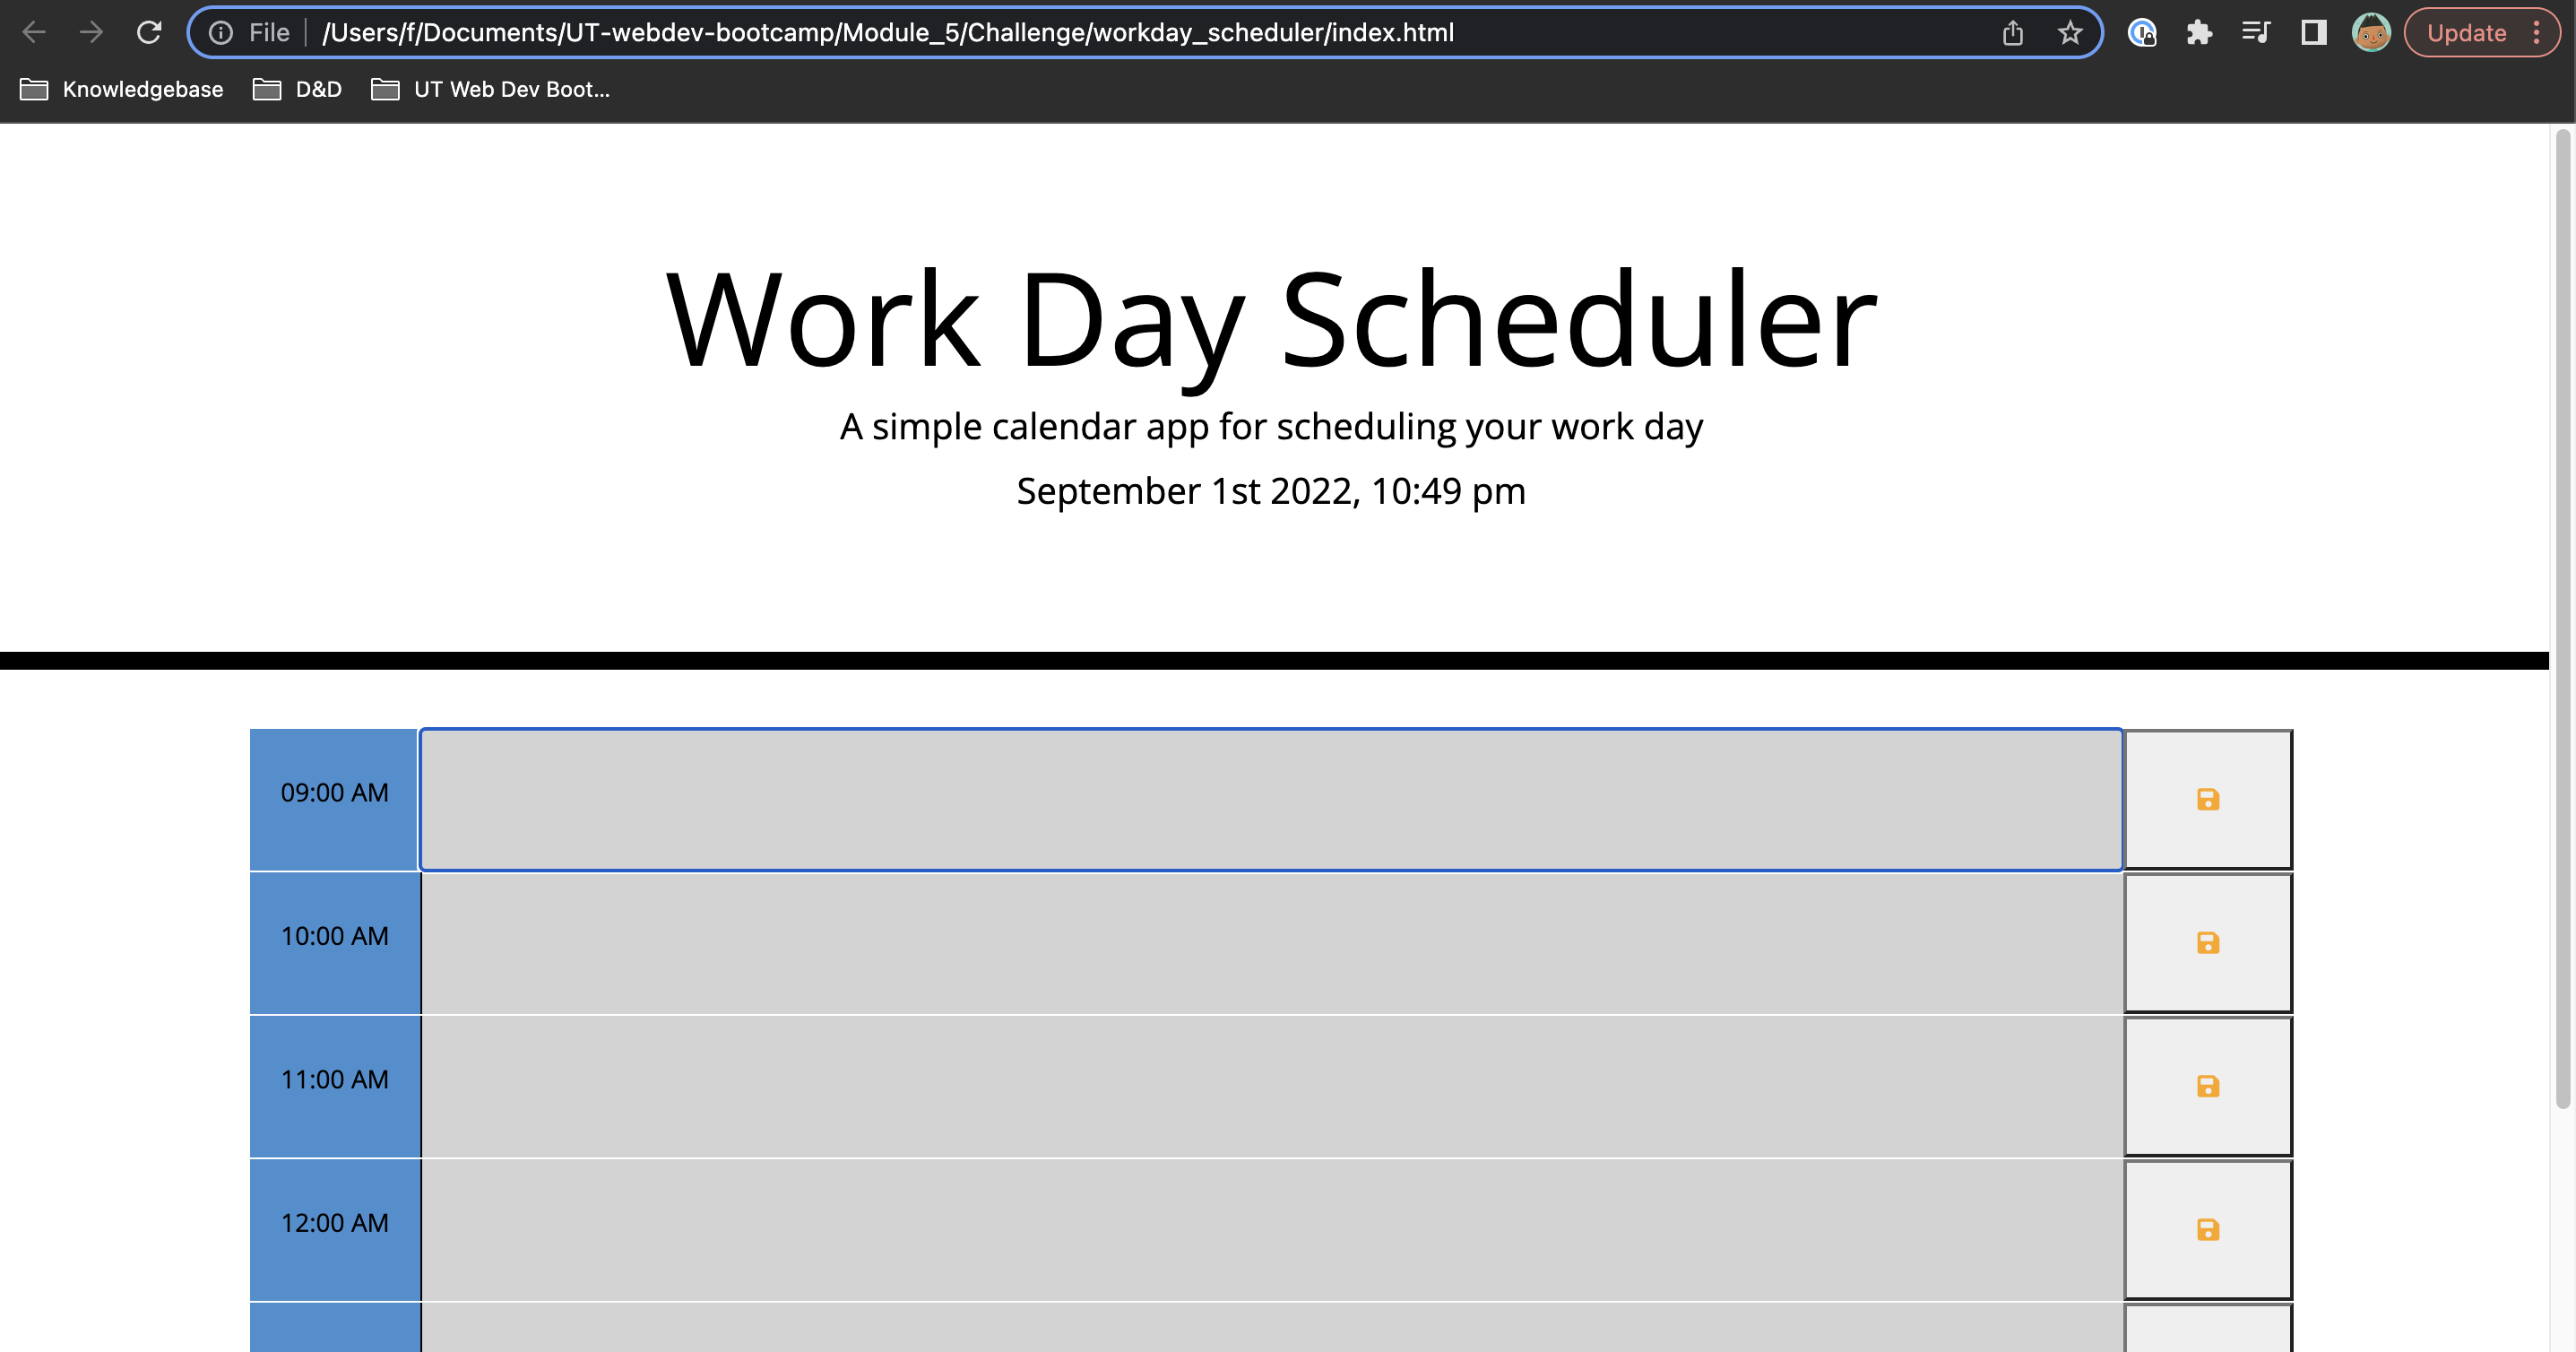 File /Users/f/Documents/UT-webdev-bootcamp/Module_5/Challenge/workday_scheduler/index.html Update
Knowledgebase D&D UT Web Dev Boot...
Work Day Scheduler
A simple calendar app for scheduling your work day
September 1st 2022, 10:49 pm
09:00 AM
10:00 AM
11:00 AM
12:00 AM